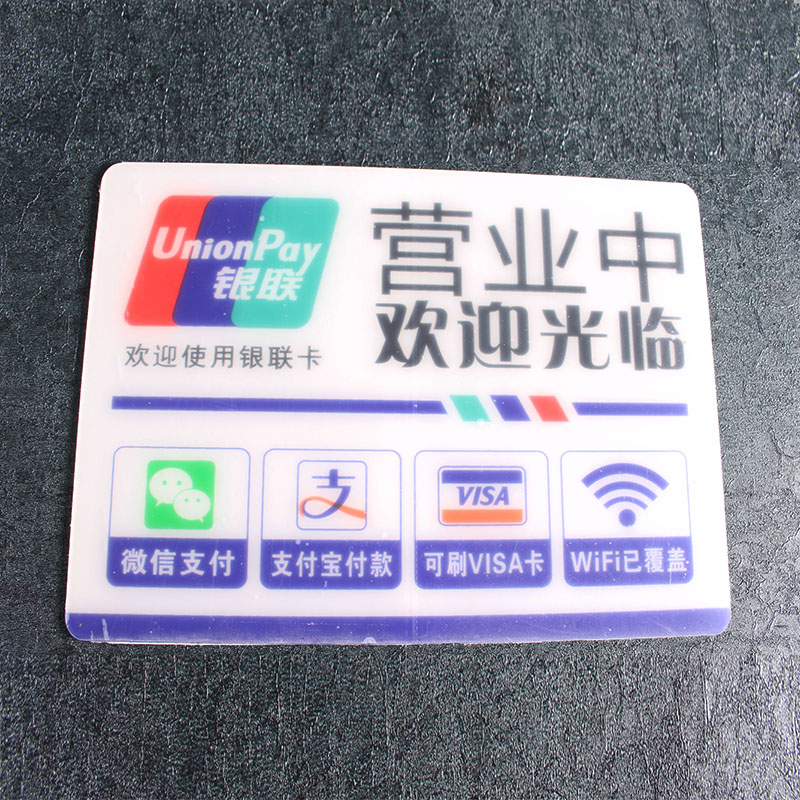 UnionPay
银联
欢迎使用银联卡
营业中
欢迎光临
微信支付
支
支付宝付款
VISA
可刷VISA卡
WiFi已覆盖